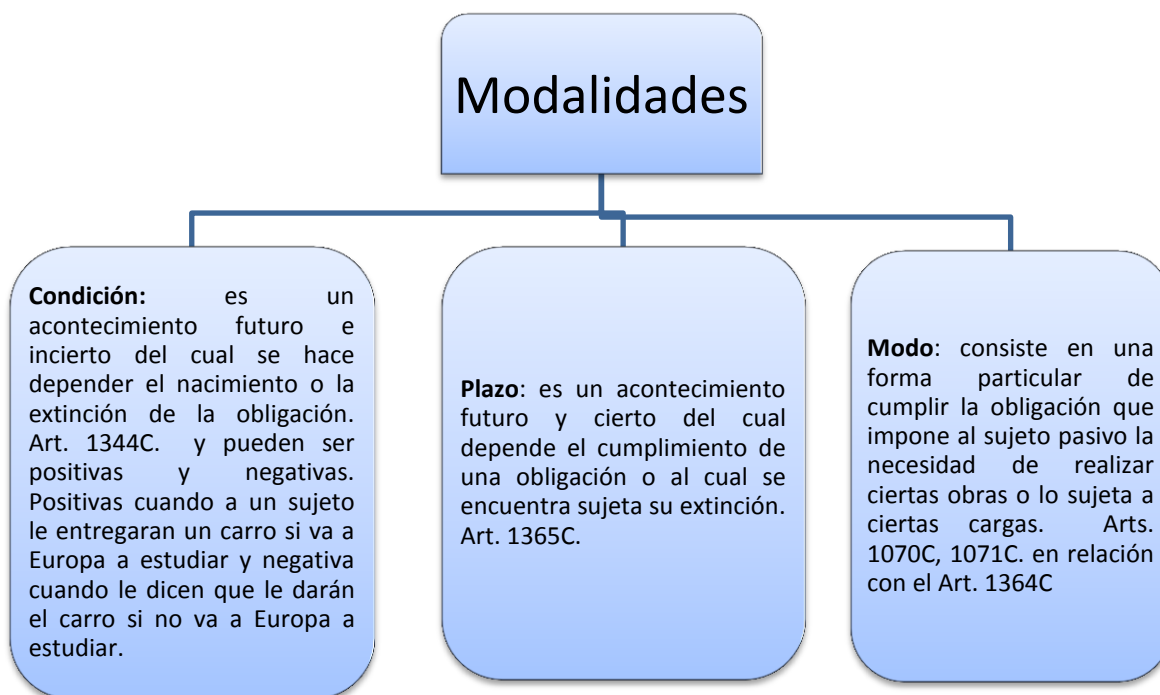 Modalidades
Condición: es un
acontecimiento futuro e
incierto del cual se hace
depender el nacimiento o la
extinción de la obligación.
Art. 1344C. y pueden ser
positivas y negativas.
Positivas cuando a un sujeto
le entregaran un carro si va a
Europa a estudiar y negativa
cuando le dicen que le darán
el carro si no va a Europa a
estudiar.
Plazo: es un acontecimiento
futuro y cierto del cual
depende el cumplimiento de
una obligación o al cual se
encuentra sujeta su extinción.
Art. 1365C.
Modo: consiste en una
forma particular de
cumplir la obligación que
impone al sujeto pasivo la
necesidad de realizar
ciertas obras o lo sujeta a
ciertas cargas. Arts.
1070C, 1071C. en relación
con el Art. 1364C